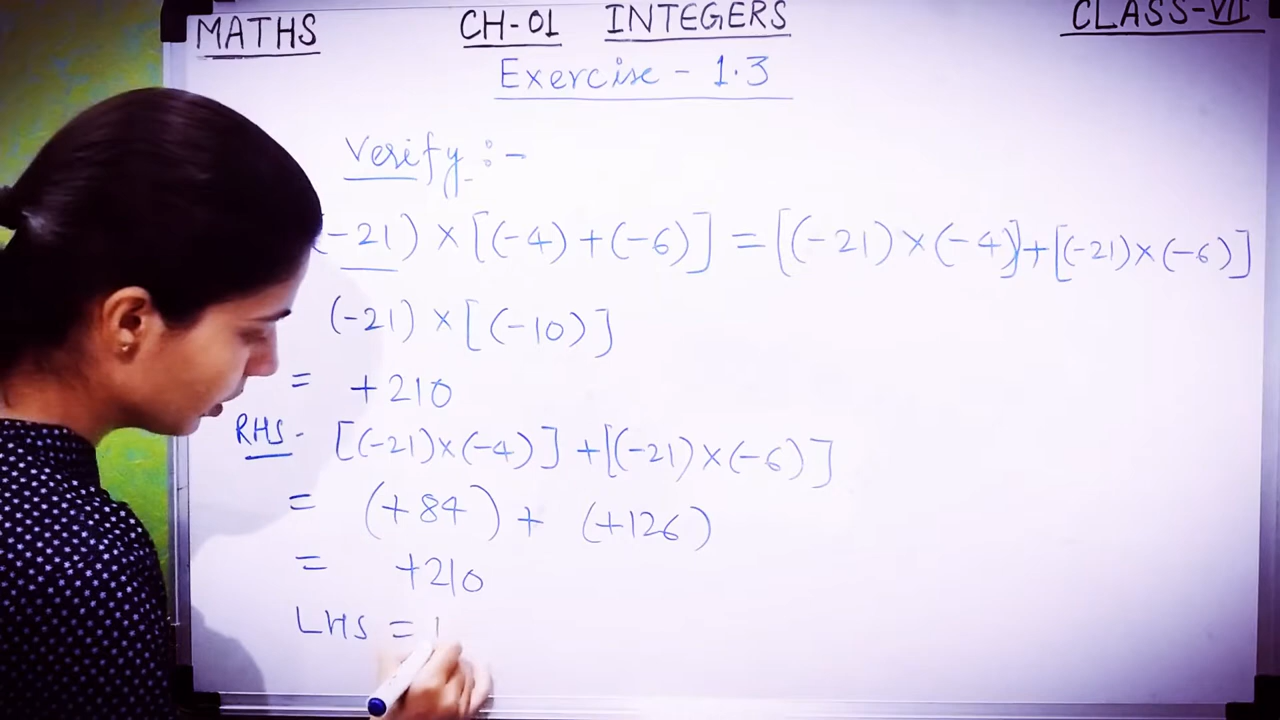 MATHS CH-01 INTEGERS CLASS-VII
Exercise - 1.3
Verify :-
(-21) × [(-4) + (-6)] = [(-21) × (-4)] + [(-21) × (-6)]
(-21) × [(-10)]
= +210
RHS - [(-21) × (-4)] + [(-21) × (-6)]
= (+84) + (+126)
= +210
LHS =